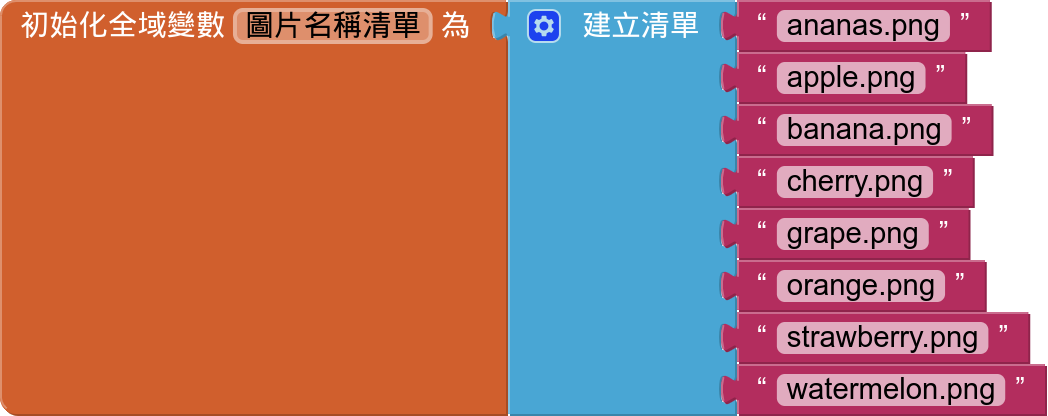 初始化全域變數 圖片名稱清單 為 建立清單 “ ananas.png ”
“ apple.png ”
“ banana.png ”
“ cherry.png ”
“ grape.png ”
“ orange.png ”
“ strawberry.png ”
“ watermelon.png ”